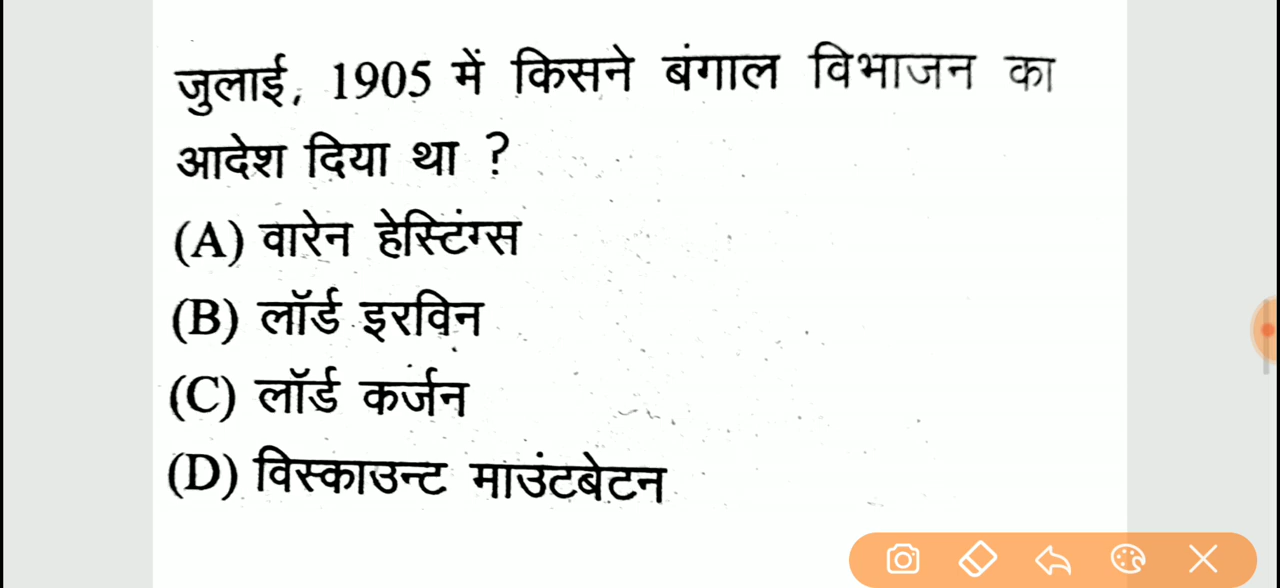 जुलाई, 1905 में किसने बंगाल विभाजन का
आदेश दिया था ?
(A) वारेन हेस्टिंग्स
(B) लॉर्ड इरविन
(C) लॉर्ड कर्जन
(D) विस्काउन्ट माउंटबेटन